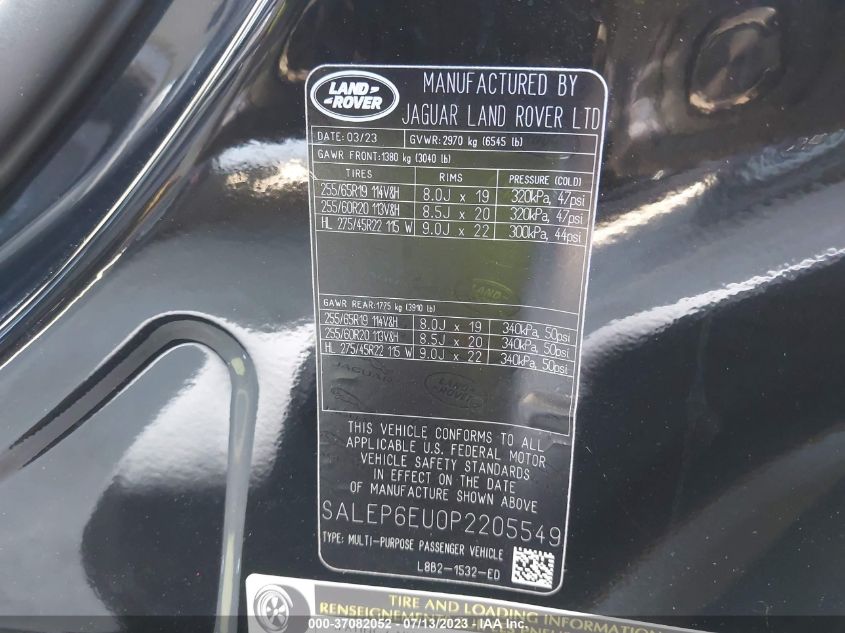 LAND ROVER
MANUFACTURED BY
JAGUAR LAND ROVER LTD
DATE: 03/23 GVWR: 2970 kg (6545 lb)
GAWR FRONT: 1380 kg (3040 lb)
TIRES RIMS PRESSURE (COLD)
255/65R19 114V&H 8.0J x 19 320kPa, 47psi
255/60R20 113V&H 8.5J x 20 320kPa, 47psi
HL 275/45R22 115 W 9.0J x 22 300kPa, 44psi
LAND ROVER
GAWR REAR: 1775 kg (3910 lb)
255/65R19 114V&H 8.0J x 19 340kPa, 50psi
255/60R20 113V&H 8.5J x 20 340kPa, 50psi
HL 275/45R22 115 W 9.0J x 22 340kPa, 50psi
JAGUAR
LAND ROVER
THIS VEHICLE CONFORMS TO ALL
APPLICABLE U.S. FEDERAL MOTOR
VEHICLE SAFETY STANDARDS
IN EFFECT ON THE DATE
OF MANUFACTURE SHOWN ABOVE
SALEP6EU0P2205549
TYPE: MULTI-PURPOSE PASSENGER VEHICLE
L8B2-1532-ED
TIRE AND LOADING INFORMATION
000-37082052 - 07/13/2023 - IAA Inc.